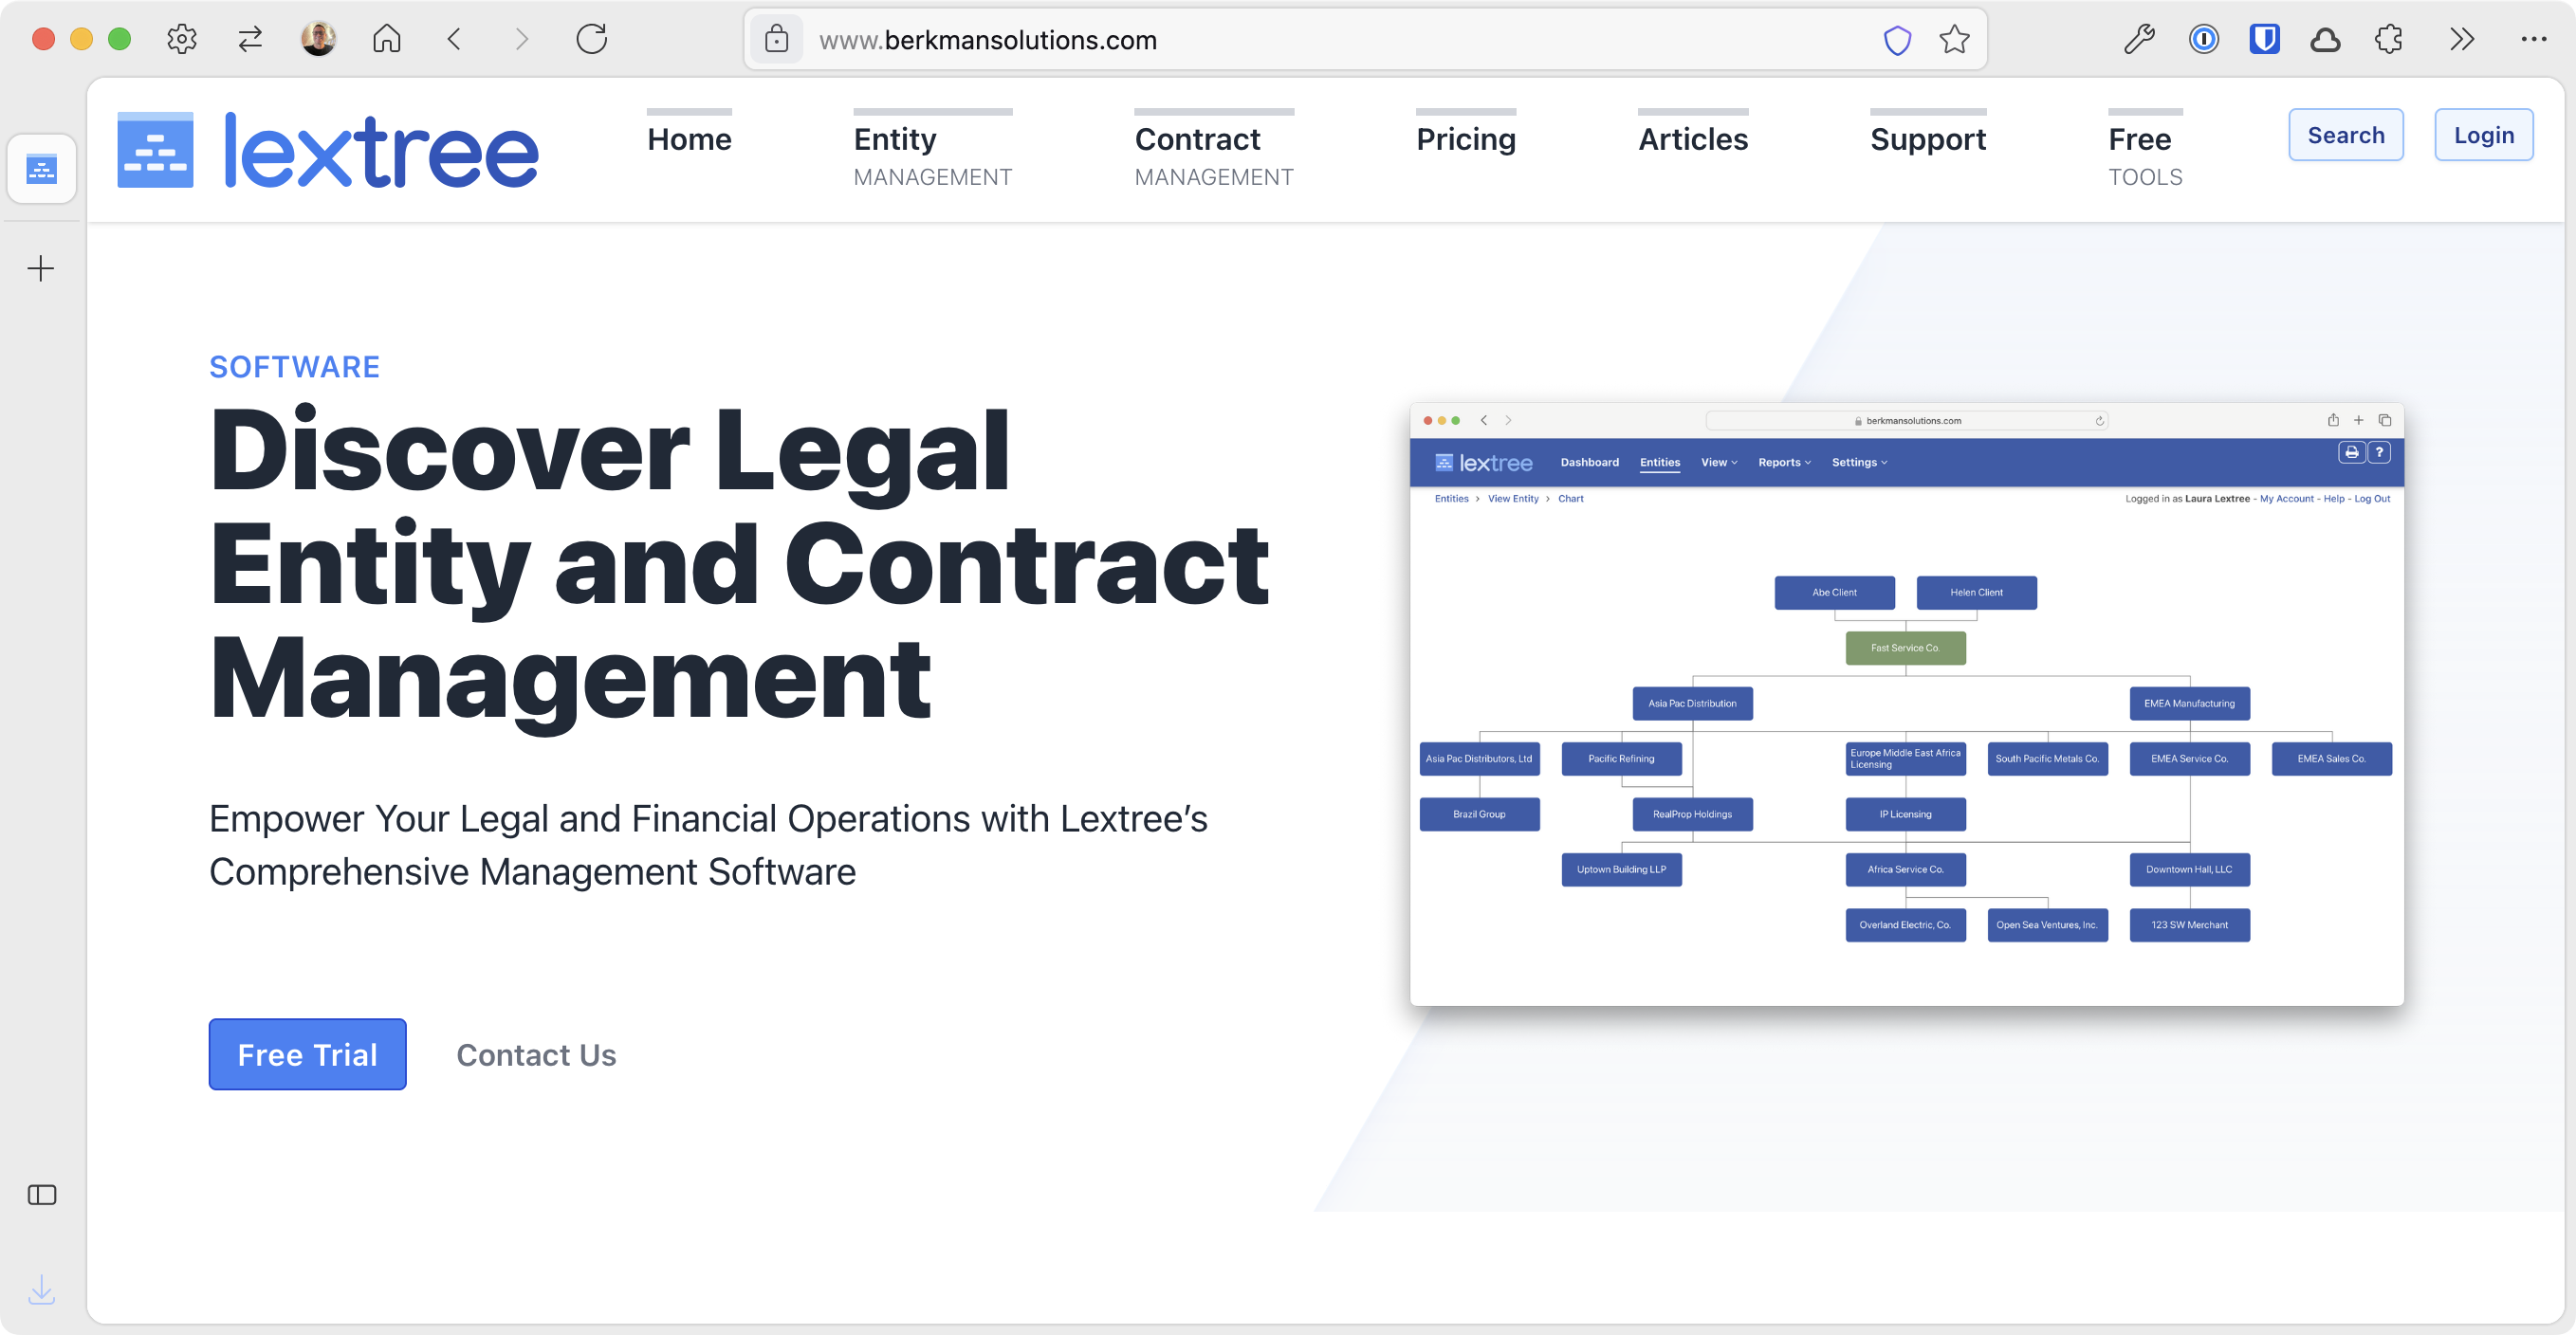 www.berkmansolutions.com
lextree
Home
Entity
MANAGEMENT
Contract
MANAGEMENT
Pricing
Articles
Support
Free
TOOLS
Search
Login
SOFTWARE
Discover Legal
Entity and Contract
Management
Empower Your Legal and Financial Operations with Lextree’s
Comprehensive Management Software
Free Trial
Contact Us
berkmansolutions.com
lextree
Dashboard
Entities
View
Reports
Settings
?
Entities > View Entity > Chart
Logged in as Laura Lextree - My Account - Help - Log Out
Abe Client
Helen Client
Fast Service Co.
Asia Pac Distribution
EMEA Manufacturing
Asia Pac Distributors, Ltd
Pacific Refining
Europe Middle East Africa
Licensing
South Pacific Metals Co.
EMEA Service Co.
EMEA Sales Co.
Brazil Group
RealProp Holdings
IP Licensing
Uptown Building LLP
Africa Service Co.
Downtown Hall, LLC
Overland Electric, Co.
Open Sea Ventures, Inc.
123 SW Merchant